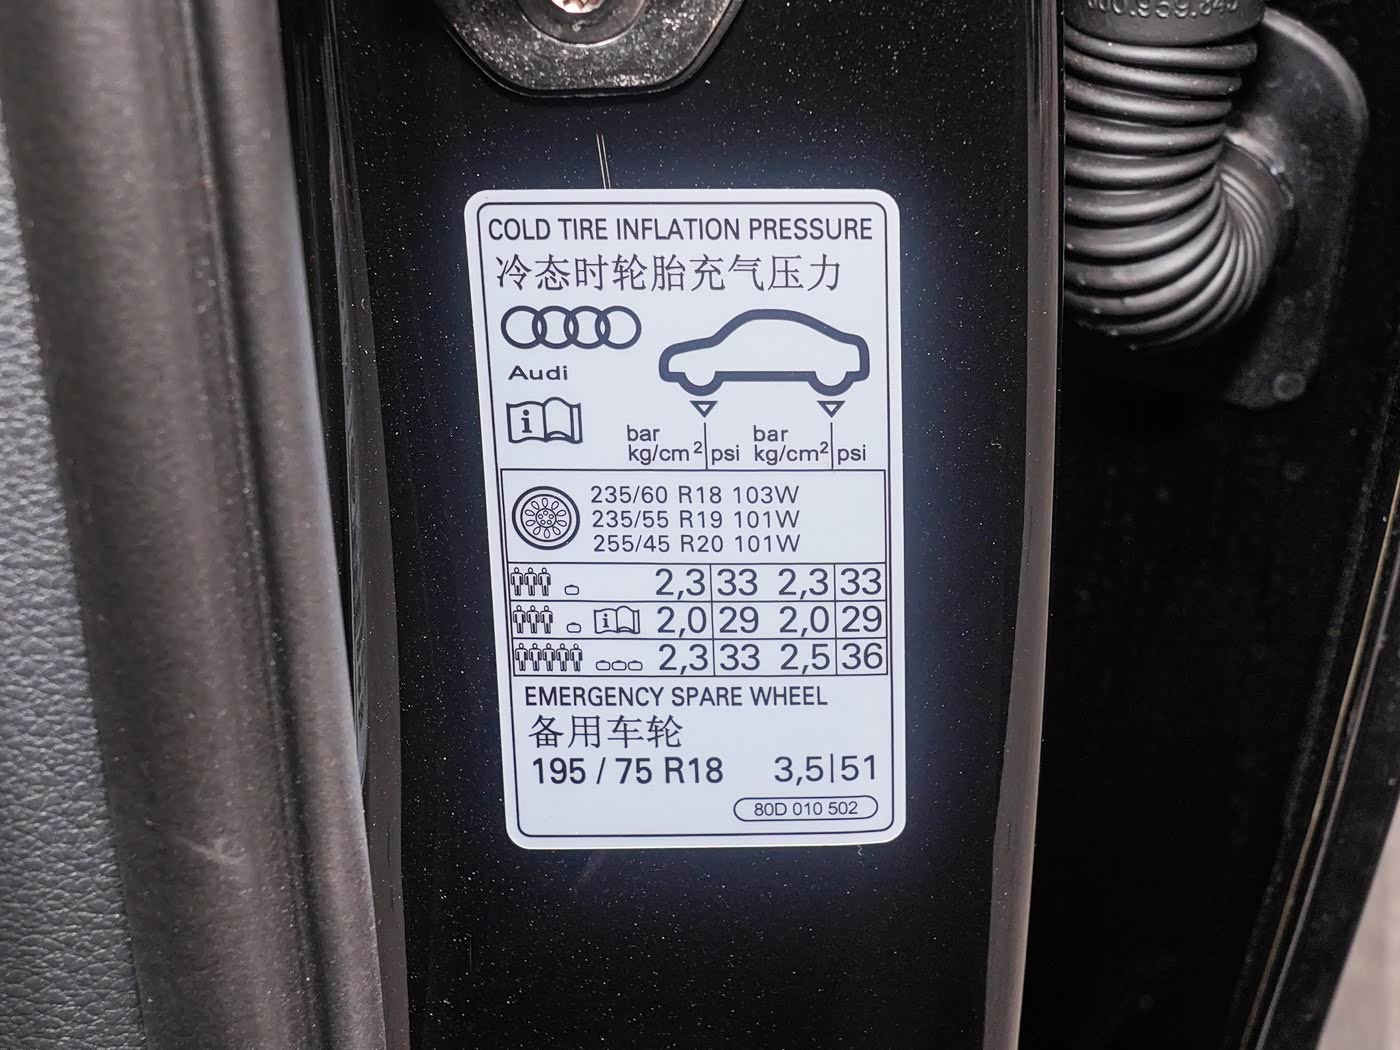 COLD TIRE INFLATION PRESSURE
冷态时轮胎充气压力
Audi
i
bar bar
kg/cm² psi kg/cm² psi
235/60 R18 103W
235/55 R19 101W
255/45 R20 101W
2,3 33 2,3 33
i 2,0 29 2,0 29
2,3 33 2,5 36
EMERGENCY SPARE WHEEL
备用车轮
195 / 75 R18 3,5|51
80D 010 502